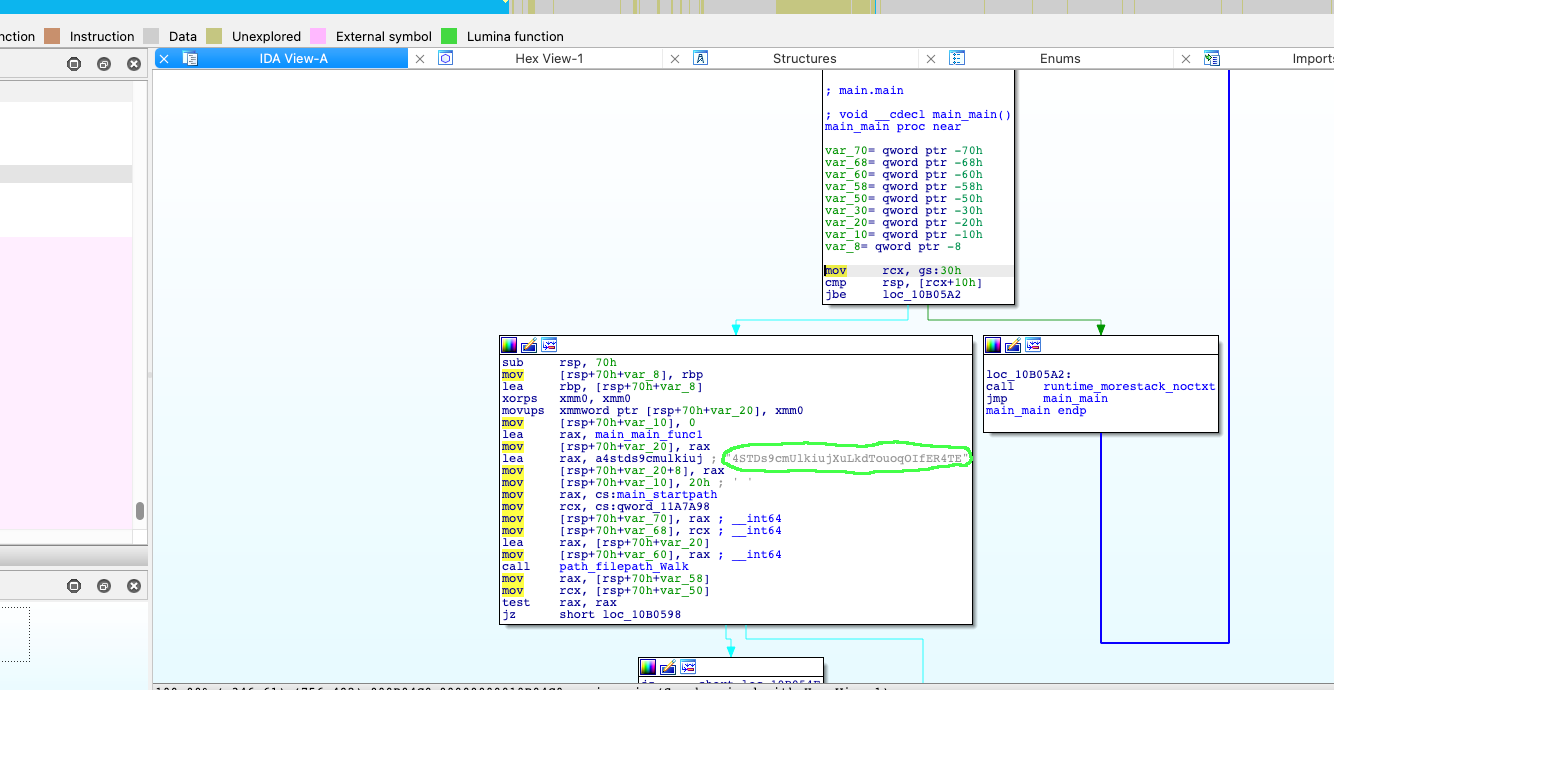 nction Instruction Data Unexplored External symbol Lumina function
IDA View-A Hex View-1 Structures Enums Imports
; main.main
; void __cdecl main_main()
main_main proc near
var_70= qword ptr -70h
var_68= qword ptr -68h
var_60= qword ptr -60h
var_58= qword ptr -58h
var_50= qword ptr -50h
var_30= qword ptr -30h
var_20= qword ptr -20h
var_10= qword ptr -10h
var_8= qword ptr -8
mov rcx, gs:30h
cmp rsp, [rcx+10h]
jbe loc_10B05A2
sub rsp, 70h
mov [rsp+70h+var_8], rbp
lea rbp, [rsp+70h+var_8]
xorps xmm0, xmm0
movups xmmword ptr [rsp+70h+var_20], xmm0
mov [rsp+70h+var_10], 0
lea rax, main_main_func1
mov [rsp+70h+var_20], rax
lea rax, a4stds9cmulkiuj ; "4STDs9cmUlkiujXuLkdTouoqOIfER4TE"
mov [rsp+70h+var_20+8], rax
mov [rsp+70h+var_10], 20h ; ' '
mov rax, cs:main_startpath
mov rcx, cs:qword_11A7A98
mov [rsp+70h+var_70], rax ; __int64
mov [rsp+70h+var_68], rcx ; __int64
lea rax, [rsp+70h+var_20]
mov [rsp+70h+var_60], rax ; __int64
call path_filepath_Walk
mov rax, [rsp+70h+var_58]
mov rcx, [rsp+70h+var_50]
test rax, rax
jz short loc_10B0598
loc_10B05A2:
call runtime_morestack_noctxt
jmp main_main
main_main endp